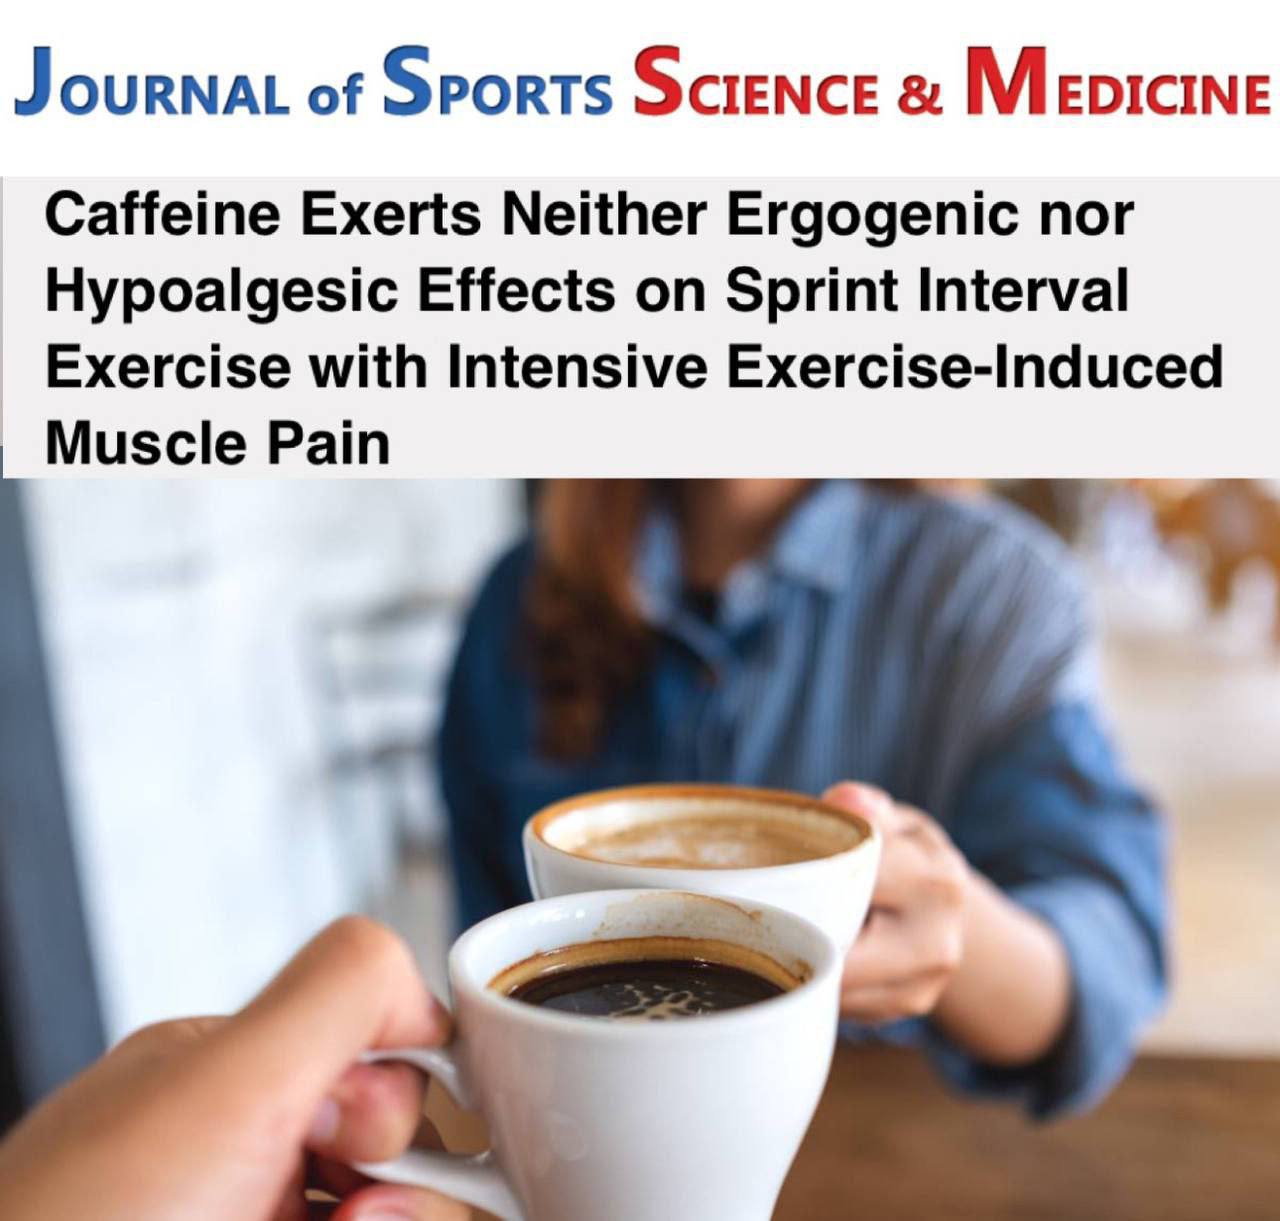 JOURNAL of SPORTS SCIENCE & MEDICINE
Caffeine Exerts Neither Ergogenic nor
Hypoalgesic Effects on Sprint Interval
Exercise with Intensive Exercise-Induced
Muscle Pain